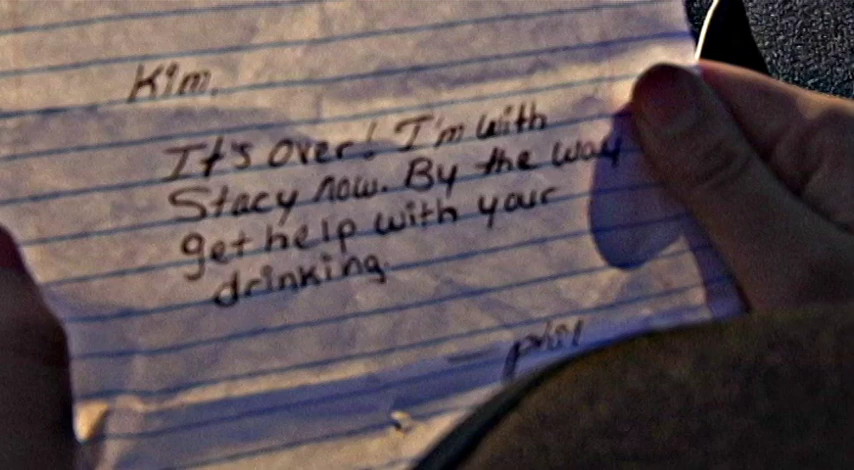 Kim.
It's over! I'm with
Stacy now. By the way
get help with your
drinking.
phil